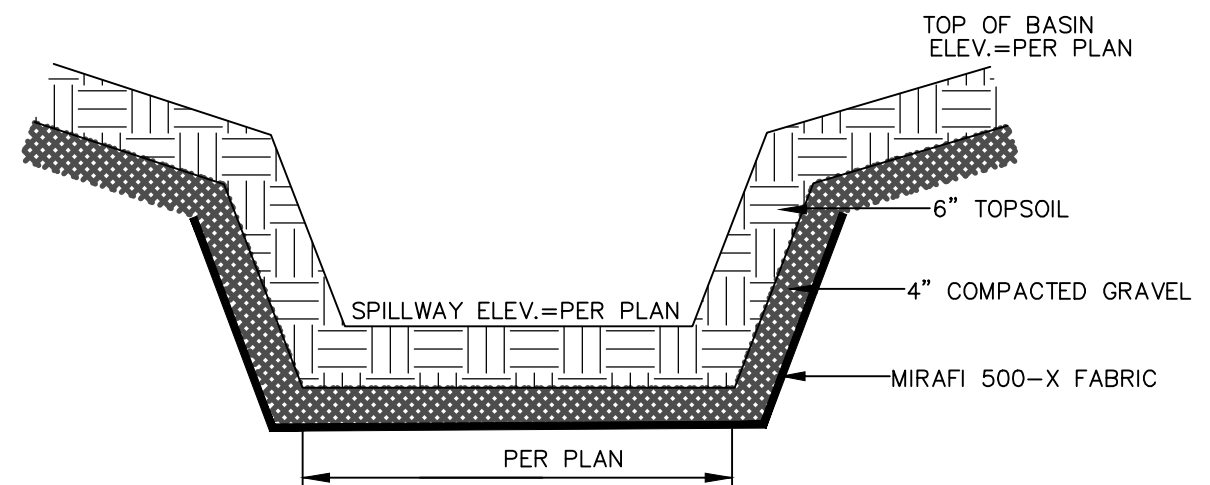 TOP OF BASIN
ELEV.=PER PLAN
6" TOPSOIL
4" COMPACTED GRAVEL
SPILLWAY ELEV.=PER PLAN
MIRAFI 500-X FABRIC
PER PLAN